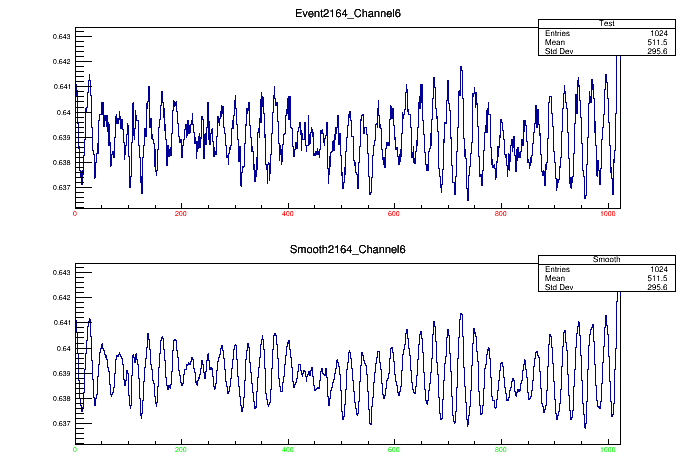 Event2164_Channel6
Test
Entries 1024
Mean 511.5
Std Dev 295.6
0.643
0.642
0.641
0.64
0.639
0.638
0.637
0 200 400 600 800 1000
Smooth2164_Channel6
Smooth
Entries 1024
Mean 511.5
Std Dev 295.6
0.643
0.642
0.641
0.64
0.639
0.638
0.637
0 200 400 600 800 1000